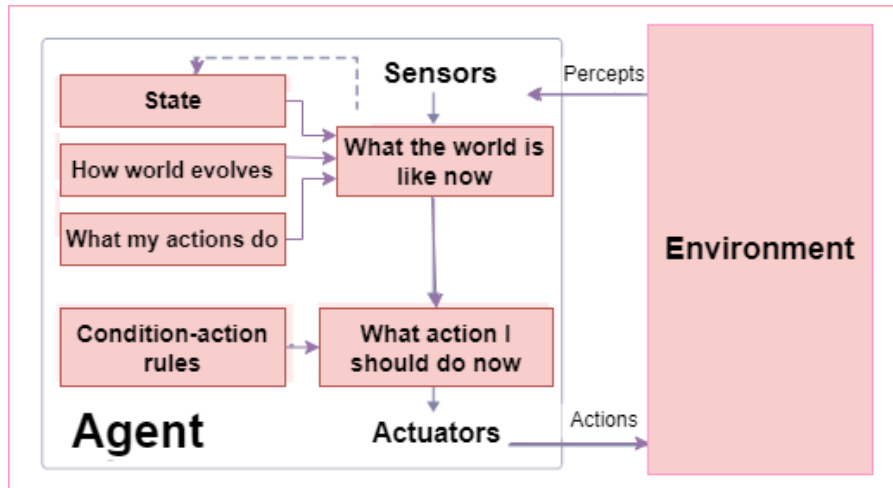 Sensors
Percepts
State
What the world is
like now
How world evolves
What my actions do
Environment
Condition-action
rules
What action I
should do now
Agent
Actuators
Actions